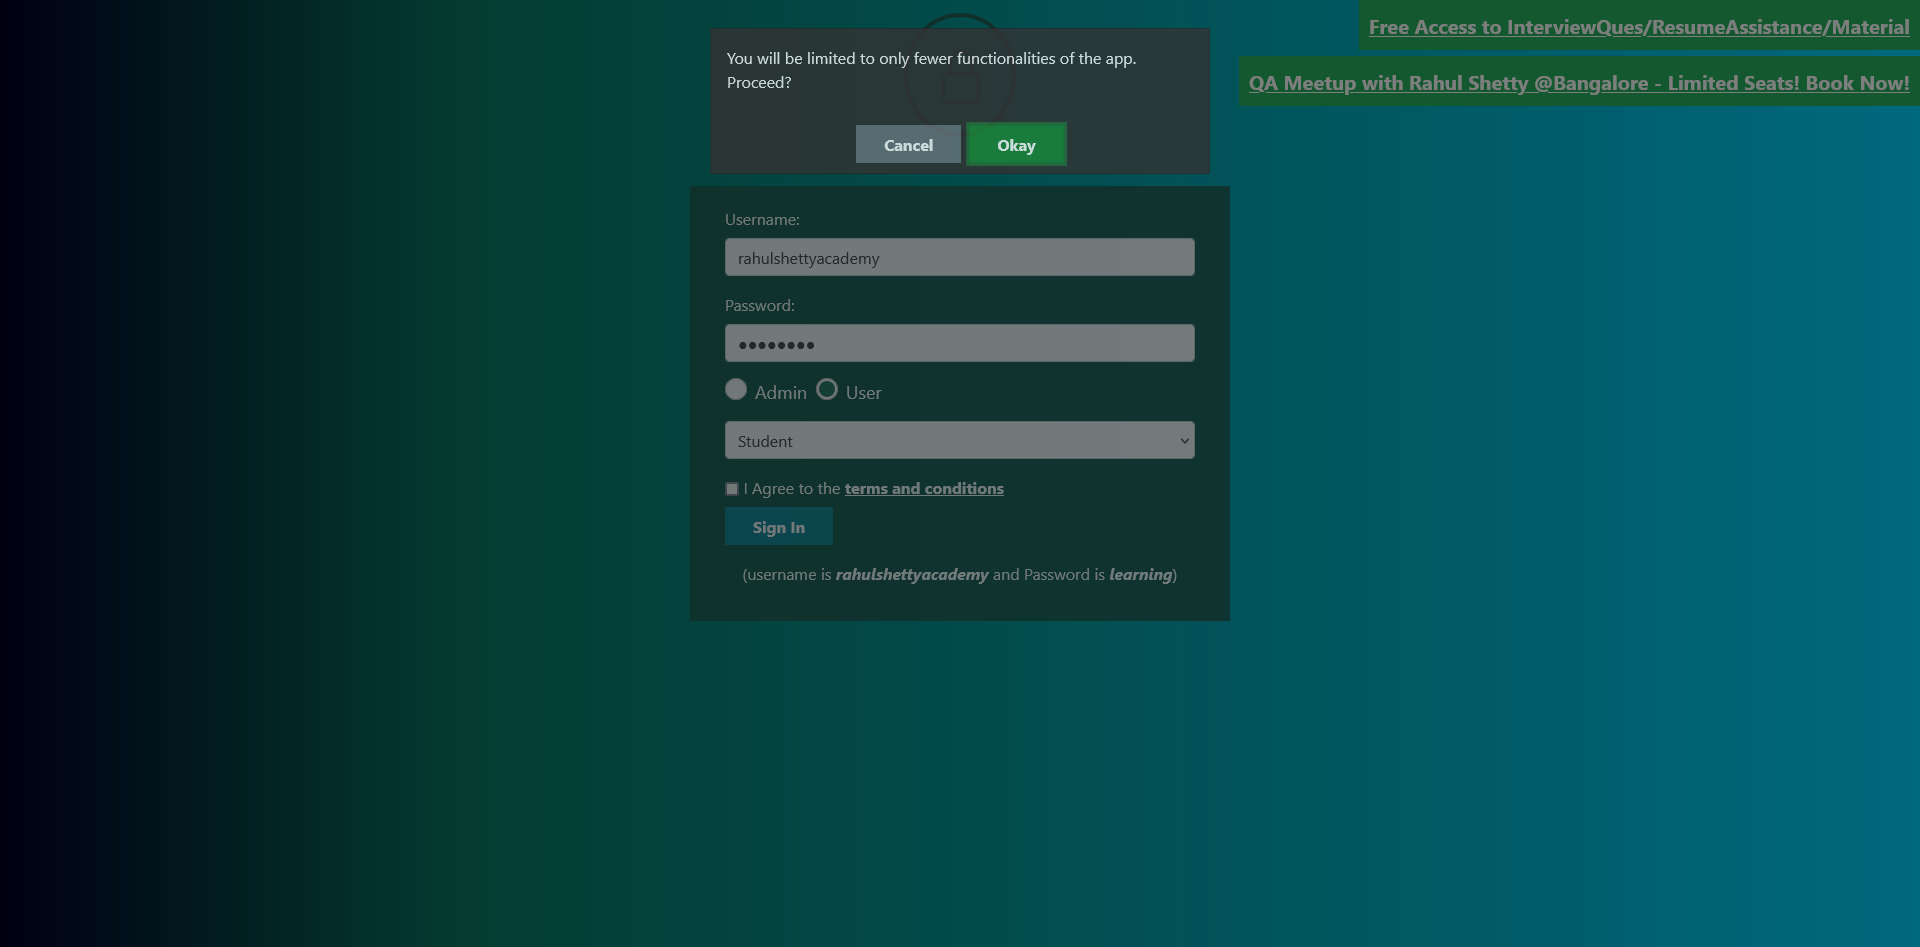 Free Access to InterviewQues/ResumeAssistance/Material
QA Meetup with Rahul Shetty @Bangalore - Limited Seats! Book Now!
You will be limited to only fewer functionalities of the app.
Proceed?
Cancel Okay
Username:
rahulshettyacademy
Password:
••••••••
Admin User
Student
I Agree to the terms and conditions
Sign In
(username is rahulshettyacademy and Password is learning)